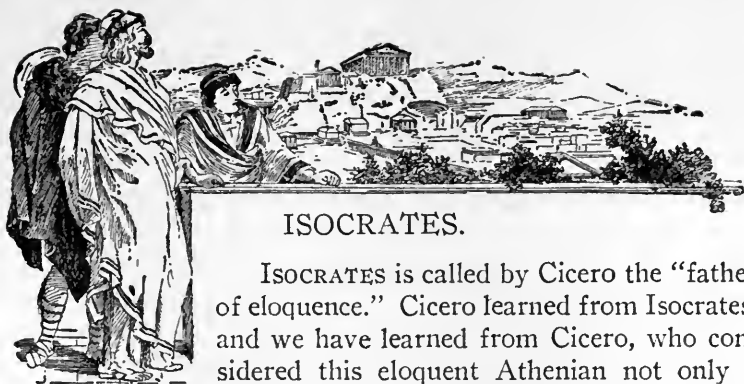 ISOCRATES.
ISOCRATES is called by Cicero the “fathe
of eloquence.” Cicero learned from Isocrates
and we have learned from Cicero, who con
sidered this eloquent Athenian not only